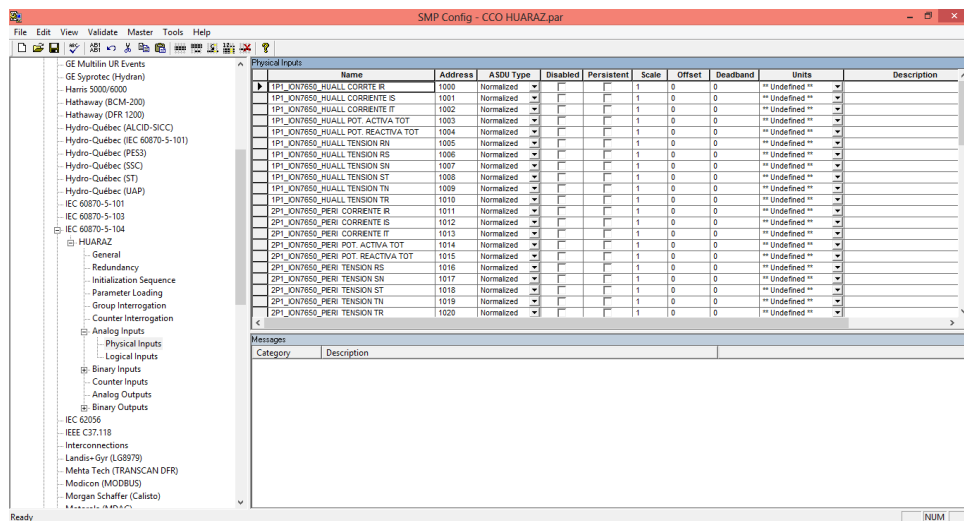 SMP Config - CCO HUARAZ.par
File Edit View Validate Master Tools Help
GE Multilin UR Events
GE Syprotec (Hydran)
Harris 5000/6000
Hathaway (BCM-200)
Hathaway (DFR 1200)
Hydro-Québec (ALCID-SICC)
Hydro-Québec (IEC 60870-5-101)
Hydro-Québec (PES3)
Hydro-Québec (SSC)
Hydro-Québec (ST)
Hydro-Québec (UAP)
IEC 60870-5-101
IEC 60870-5-103
IEC 60870-5-104
HUARAZ
General
Redundancy
Initialization Sequence
Parameter Loading
Group Interrogation
Counter Interrogation
Analog Inputs
Physical Inputs
Logical Inputs
Binary Inputs
Counter Inputs
Analog Outputs
Binary Outputs
IEC 62056
IEEE C37.118
Interconnections
Landis+Gyr (LG8979)
Mehta Tech (TRANSCAN DFR)
Modicon (MODBUS)
Morgan Schaffer (Calisto)
Motorola (MDAC)
Physical Inputs
Name Address ASDU Type Disabled Persistent Scale Offset Deadband Units Description
1P1_ION7650_HUALL CORRTE IR 1000 Normalized 1 0 0 ** Undefined **
1P1_ION7650_HUALL CORRIENTE IS 1001 Normalized 1 0 0 ** Undefined **
1P1_ION7650_HUALL CORRIENTE IT 1002 Normalized 1 0 0 ** Undefined **
1P1_ION7650_HUALL POT. ACTIVA TOT 1003 Normalized 1 0 0 ** Undefined **
1P1_ION7650_HUALL POT. REACTIVA TOT 1004 Normalized 1 0 0 ** Undefined **
1P1_ION7650_HUALL TENSION RN 1005 Normalized 1 0 0 ** Undefined **
1P1_ION7650_HUALL TENSION RS 1006 Normalized 1 0 0 ** Undefined **
1P1_ION7650_HUALL TENSION SN 1007 Normalized 1 0 0 ** Undefined **
1P1_ION7650_HUALL TENSION ST 1008 Normalized 1 0 0 ** Undefined **
1P1_ION7650_HUALL TENSION TN 1009 Normalized 1 0 0 ** Undefined **
1P1_ION7650_HUALL TENSION TR 1010 Normalized 1 0 0 ** Undefined **
2P1_ION7650_PERI CORRIENTE IR 1011 Normalized 1 0 0 ** Undefined **
2P1_ION7650_PERI CORRIENTE IS 1012 Normalized 1 0 0 ** Undefined **
2P1_ION7650_PERI CORRIENTE IT 1013 Normalized 1 0 0 ** Undefined **
2P1_ION7650_PERI POT. ACTIVA TOT 1014 Normalized 1 0 0 ** Undefined **
2P1_ION7650_PERI POT. REACTIVA TOT 1015 Normalized 1 0 0 ** Undefined **
2P1_ION7650_PERI TENSION RS 1016 Normalized 1 0 0 ** Undefined **
2P1_ION7650_PERI TENSION SN 1017 Normalized 1 0 0 ** Undefined **
2P1_ION7650_PERI TENSION ST 1018 Normalized 1 0 0 ** Undefined **
2P1_ION7650_PERI TENSION TN 1019 Normalized 1 0 0 ** Undefined **
2P1_ION7650_PERI TENSION TR 1020 Normalized 1 0 0 ** Undefined **
Messages
Category Description
Ready NUM